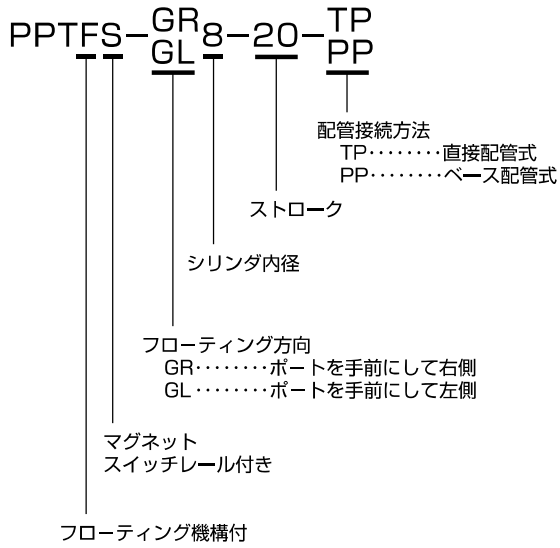 PPTFS－GR8－20－TP
GL PP
配管接続方法
TP････････直接配管式
PP････････ベース配管式
ストローク
シリンダ内径
フローティング方向
GR････････ポートを手前にして右側
GL････････ポートを手前にして左側
マグネット
スイッチレール付き
フローティング機構付